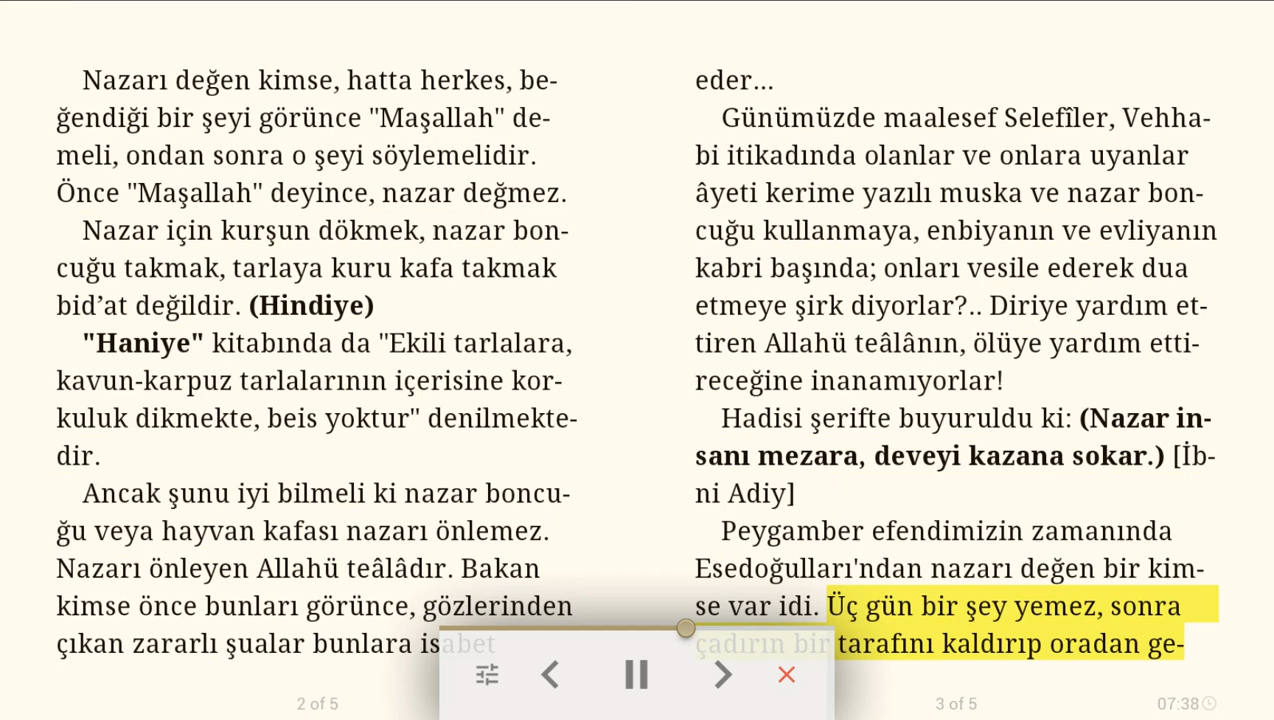 Nazarı değen kimse, hatta herkes, be-
ğendiği bir şeyi görünce "Maşallah" de-
meli, ondan sonra o şeyi söylemelidir.
Önce "Maşallah" deyince, nazar değmez.
Nazar için kurşun dökmek, nazar bon-
cuğu takmak, tarlaya kuru kafa takmak
bid’at değildir. (Hindiye)
"Haniye" kitabında da "Ekili tarlalara,
kavun-karpuz tarlalarının içerisine kor-
kuluk dikmekte, beis yoktur" denilmekte-
dir.
Ancak şunu iyi bilmeli ki nazar boncu-
ğu veya hayvan kafası nazarı önlemez.
Nazarı önleyen Allahü teâlâdır. Bakan
kimse önce bunları görünce, gözlerinden
çıkan zararlı şualar bunlara isabet
2 of 5
eder...
Günümüzde maalesef Selefîler, Vehha-
bi itikadında olanlar ve onlara uyanlar
âyeti kerime yazılı muska ve nazar bon-
cuğu kullanmaya, enbiyanın ve evliyanın
kabri başında; onları vesile ederek dua
etmeye şirk diyorlar?.. Diriye yardım et-
tiren Allahü teâlânın, ölüye yardım etti-
receğine inanamıyorlar!
Hadisi şerifte buyuruldu ki: (Nazar in-
sanı mezara, deveyi kazana sokar.) [İb-
ni Adiy]
Peygamber efendimizin zamanında
Esedoğulları'ndan nazarı değen bir kim-
se var idi. Üç gün bir şey yemez, sonra
çadırın bir tarafını kaldırıp oradan ge-
3 of 5
07:38